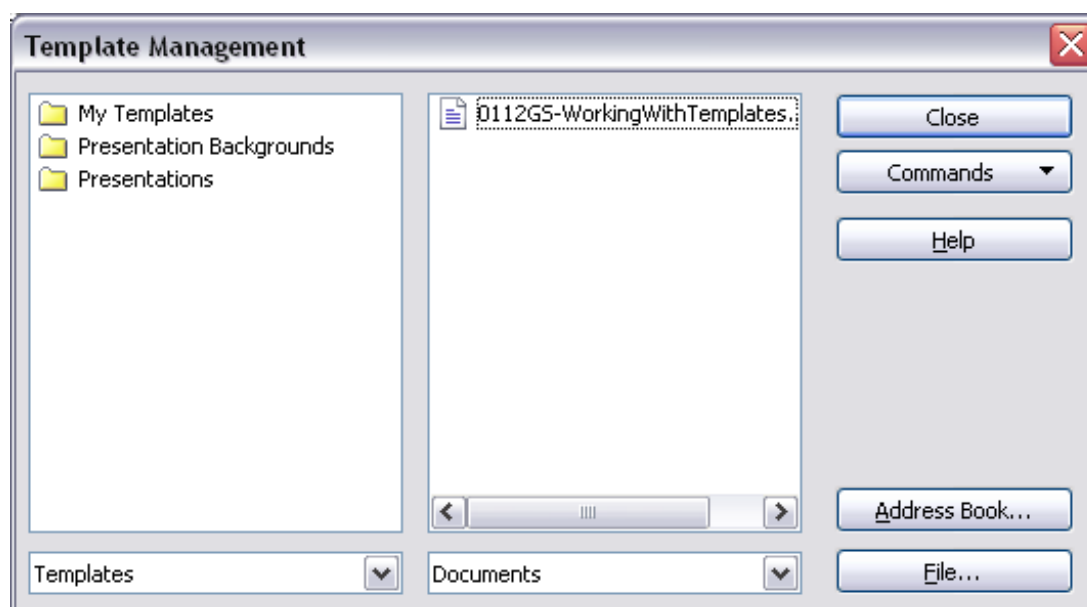 Template Management
My Templates
Presentation Backgrounds
Presentations
0112GS-WorkingWithTemplates.
Close
Commands
Help
Address Book...
Templates
Documents
File...